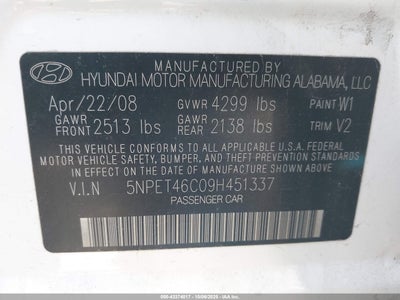 MANUFACTURED BY
HYUNDAI MOTOR MANUFACTURING ALABAMA, LLC
Apr/22/08 GVWR 4299 lbs PAINT W1
GAWR FRONT 2513 lbs GAWR REAR 2138 lbs TRIM V2
THIS VEHICLE CONFORMS TO ALL APPLICABLE U.S.A. FEDERAL
MOTOR VEHICLE SAFETY, BUMPER, AND THEFT PREVENTION
STANDARDS IN EFFECT ON THE DATE OF MANUFACTURE
SHOWN ABOVE.
V.I.N 5NPET46C09H451337
PASSENGER CAR